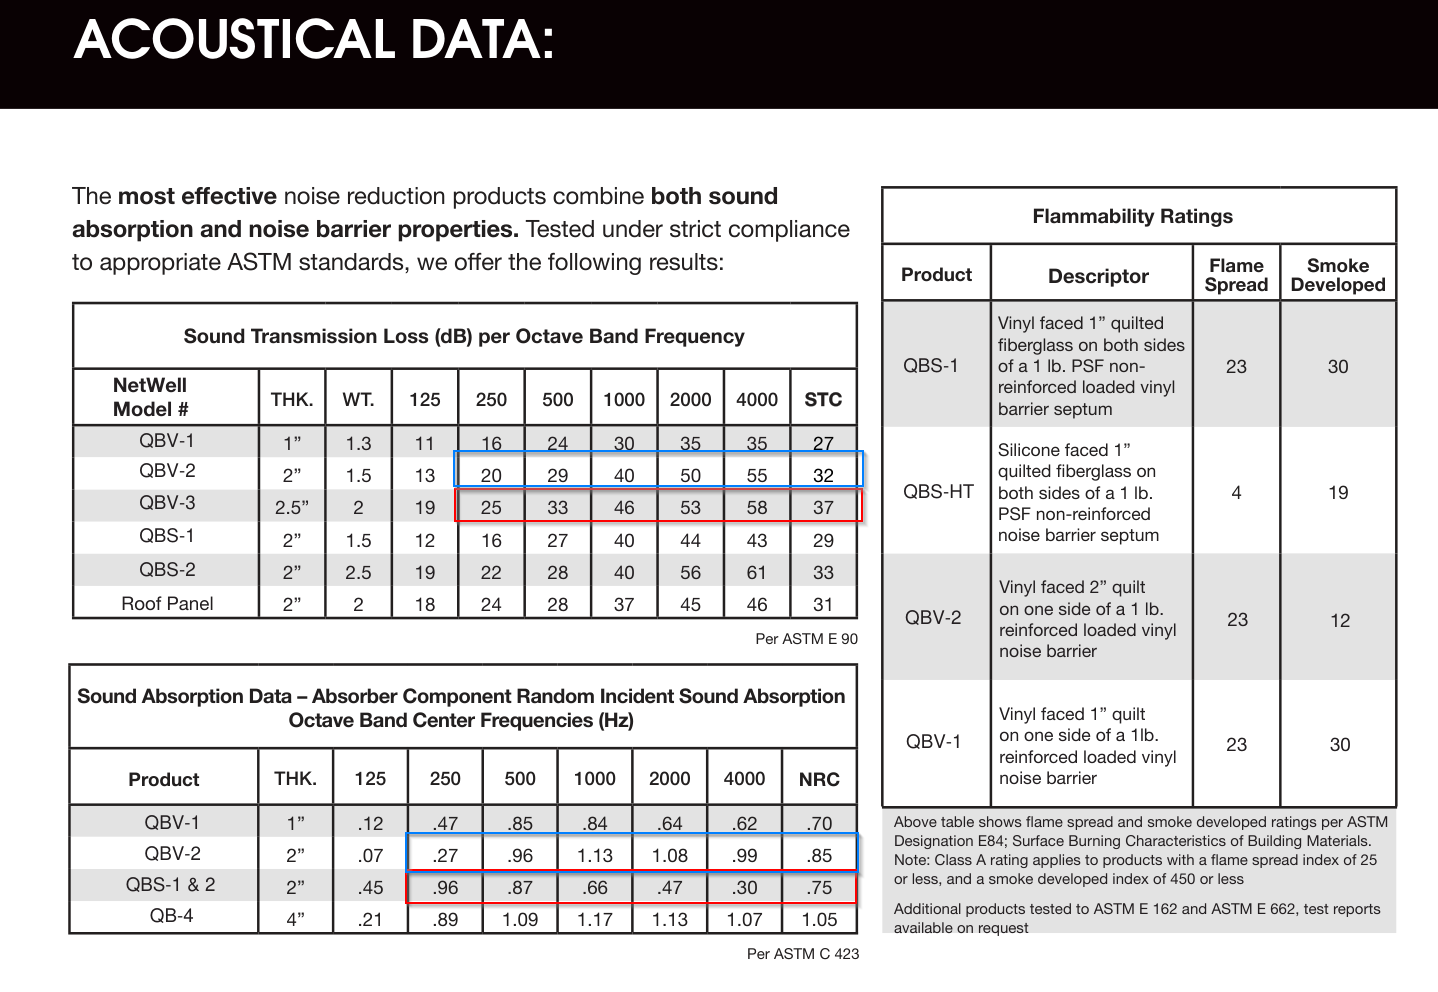 ACOUSTICAL DATA:
The most effective noise reduction products combine both sound
absorption and noise barrier properties. Tested under strict compliance
to appropriate ASTM standards, we offer the following results:
Sound Transmission Loss (dB) per Octave Band Frequency
NetWell
Model # THK. WT. 125 250 500 1000 2000 4000 STC
QBV-1 1” 1.3 11 16 24 30 35 35 27
QBV-2 2” 1.5 13 20 29 40 50 55 32
QBV-3 2.5” 2 19 25 33 46 53 58 37
QBS-1 2” 1.5 12 16 27 40 44 43 29
QBS-2 2” 2.5 19 22 28 40 56 61 33
Roof Panel 2” 2 18 24 28 37 45 46 31
Per ASTM E 90
Sound Absorption Data – Absorber Component Random Incident Sound Absorption
Octave Band Center Frequencies (Hz)
Product THK. 125 250 500 1000 2000 4000 NRC
QBV-1 1” .12 .47 .85 .84 .64 .62 .70
QBV-2 2” .07 .27 .96 1.13 1.08 .99 .85
QBS-1 & 2 2” .45 .96 .87 .66 .47 .30 .75
QB-4 4” .21 .89 1.09 1.17 1.13 1.07 1.05
Per ASTM C 423
Flammability Ratings
Product Descriptor Flame Spread Smoke Developed
QBS-1 Vinyl faced 1” quilted
fiberglass on both sides
of a 1 lb. PSF non-
reinforced loaded vinyl
barrier septum 23 30
QBS-HT Silicone faced 1”
quilted fiberglass on
both sides of a 1 lb.
PSF non-reinforced
noise barrier septum 4 19
QBV-2 Vinyl faced 2” quilt
on one side of a 1 lb.
reinforced loaded vinyl
noise barrier 23 12
QBV-1 Vinyl faced 1” quilt
on one side of a 1lb.
reinforced loaded vinyl
noise barrier 23 30
Above table shows flame spread and smoke developed ratings per ASTM
Designation E84; Surface Burning Characteristics of Building Materials.
Note: Class A rating applies to products with a flame spread index of 25
or less, and a smoke developed index of 450 or less
Additional products tested to ASTM E 162 and ASTM E 662, test reports
available on request